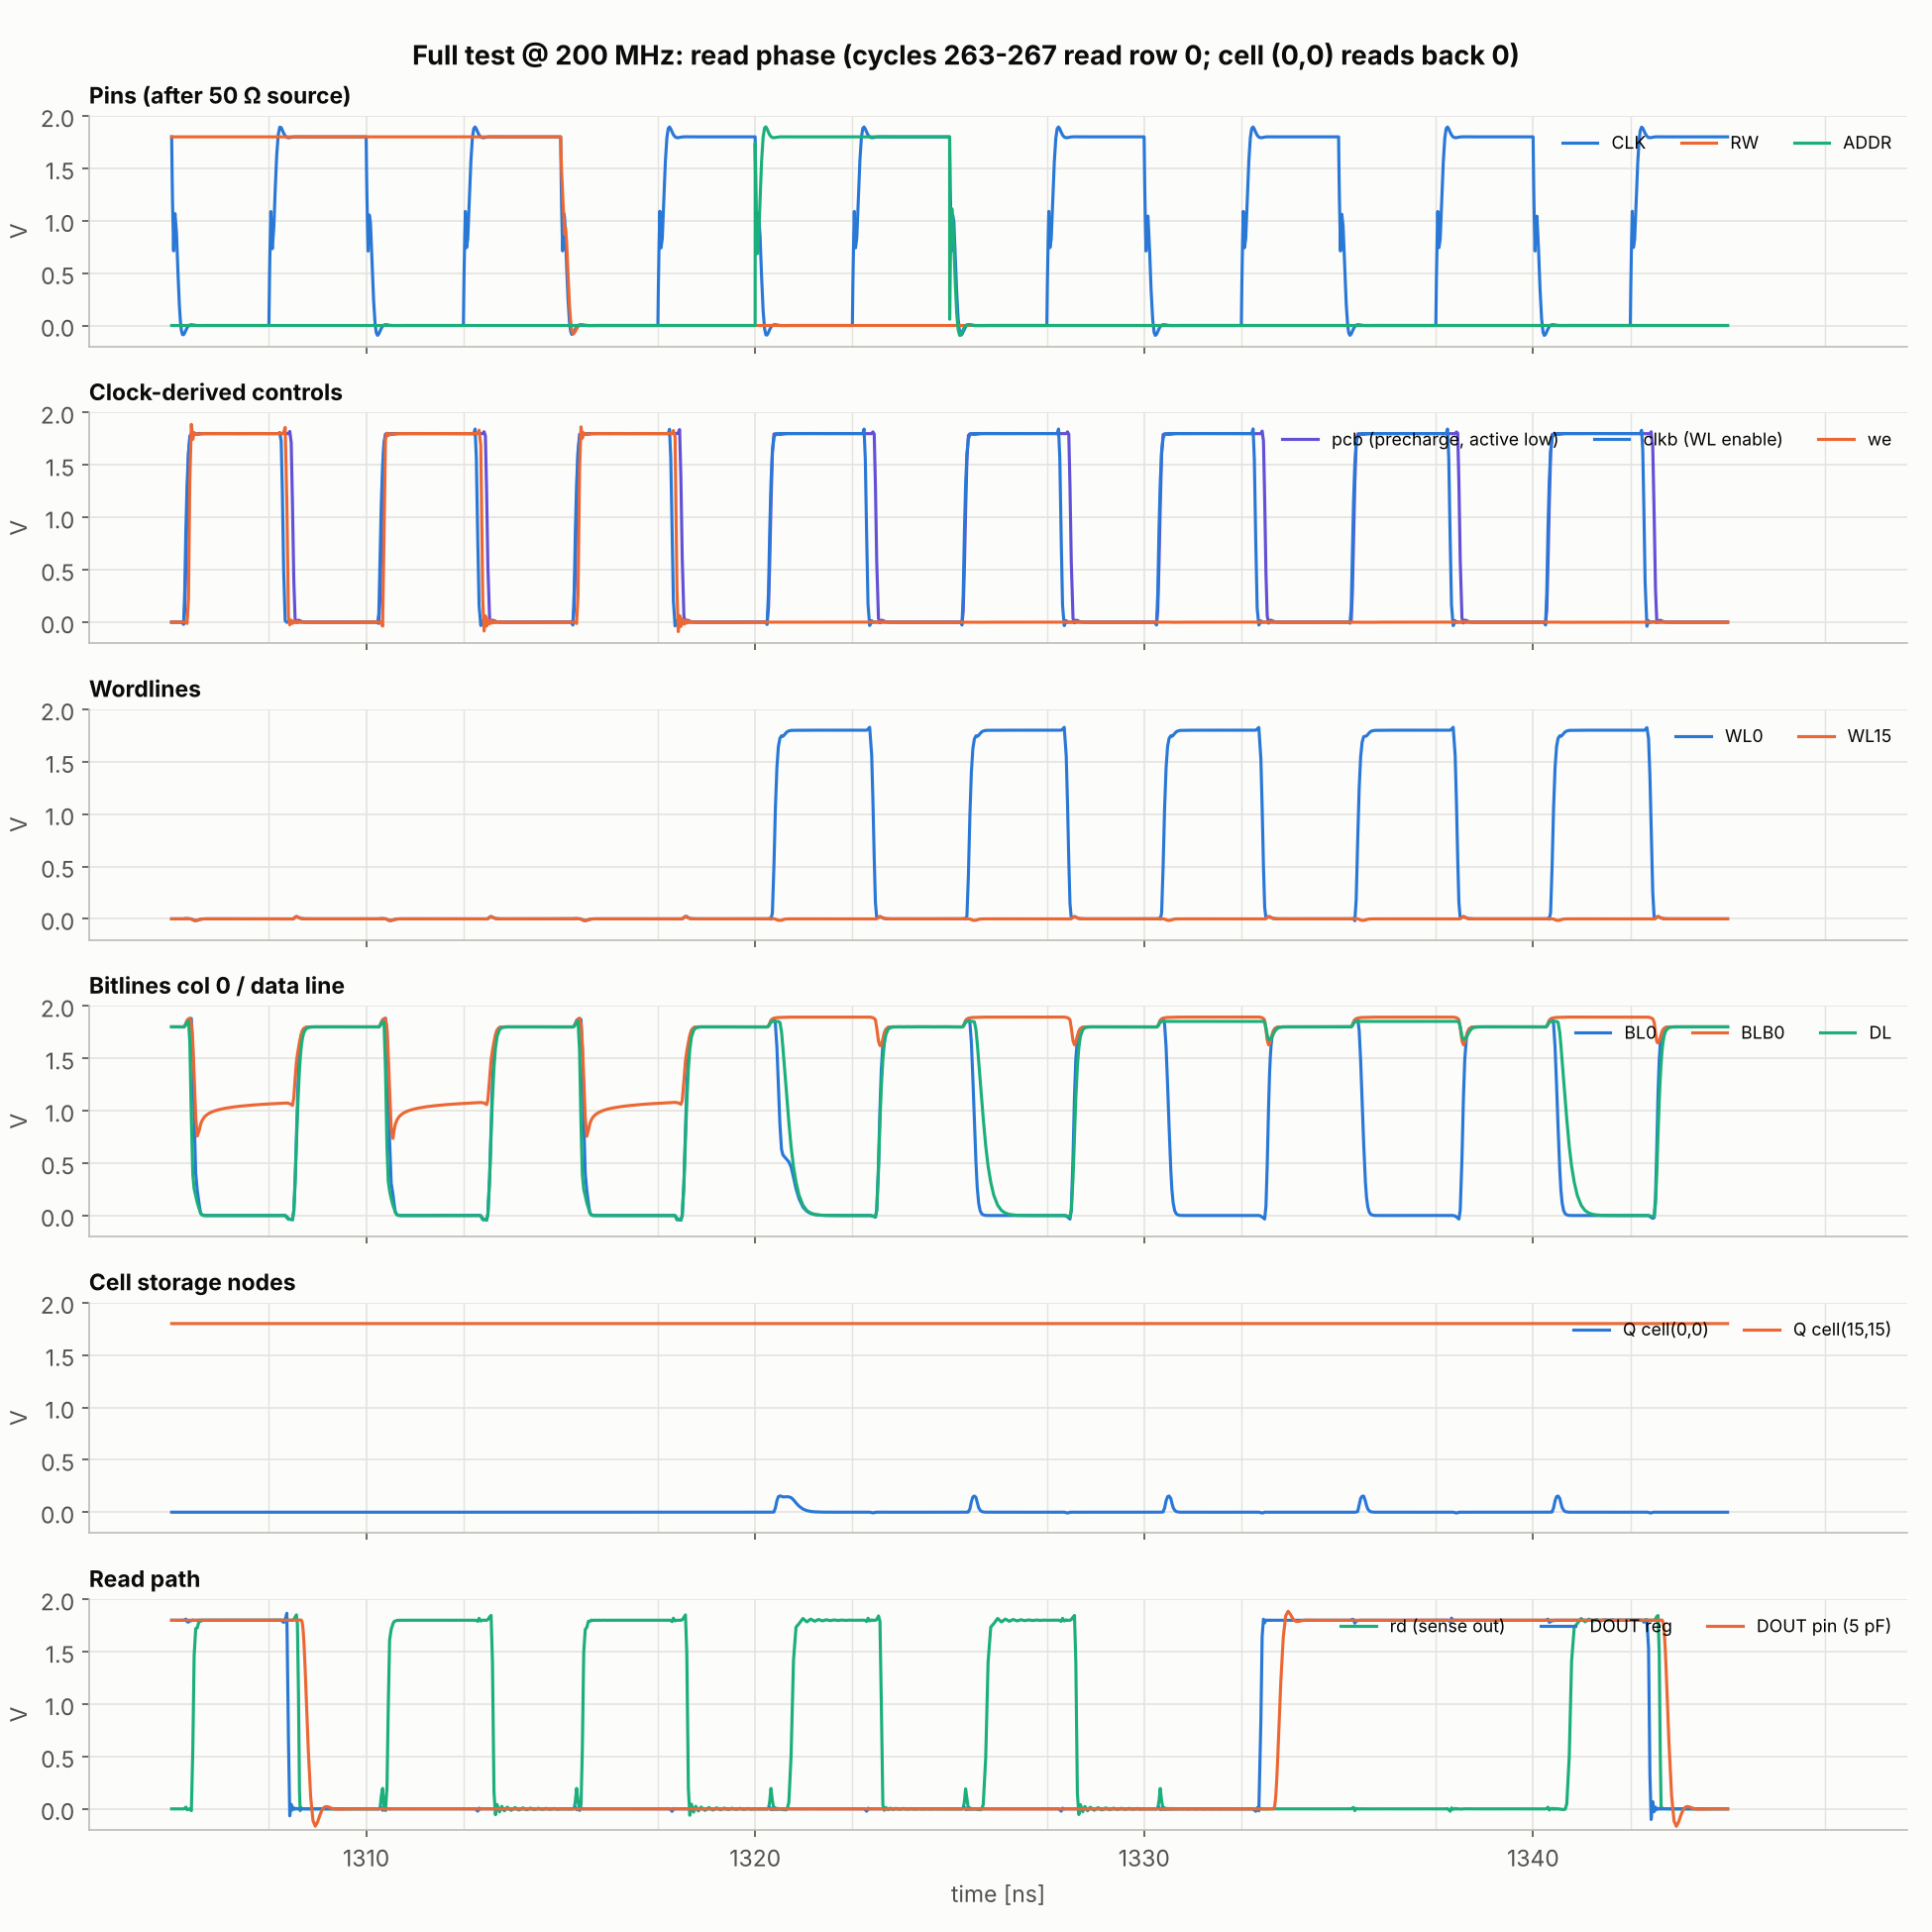 Full test @ 200 MHz: read phase (cycles 263-267 read row 0; cell (0,0) reads back 0)
Pins (after 50 Ω source)
2.0
1.5
1.0
0.5
0.0
V
CLK RW ADDR
Clock-derived controls
2.0
1.5
1.0
0.5
0.0
V
pcb (precharge, active low) clkb (WL enable) we
Wordlines
2.0
1.5
1.0
0.5
0.0
V
WL0 WL15
Bitlines col 0 / data line
2.0
1.5
1.0
0.5
0.0
V
BL0 BLB0 DL
Cell storage nodes
2.0
1.5
1.0
0.5
0.0
V
Q cell(0,0) Q cell(15,15)
Read path
2.0
1.5
1.0
0.5
0.0
V
rd (sense out) DOUT reg DOUT pin (5 pF)
1310 1320 1330 1340
time [ns]